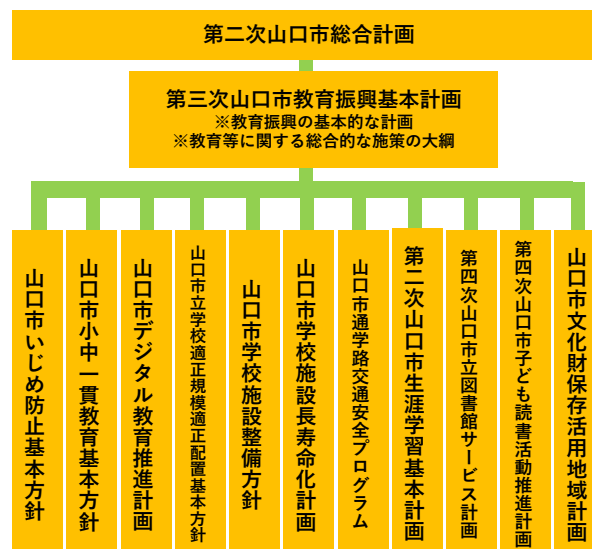 第二次山口市総合計画
第三次山口市教育振興基本計画
※教育振興の基本的な計画
※教育等に関する総合的な施策の大綱
山口市いじめ防止基本方針
山口市小中一貫教育基本方針
山口市デジタル教育推進計画
山口市立学校適正規模適正配置基本方針
山口市学校施設整備方針
山口市学校施設長寿命化計画
山口市通学路交通安全プログラム
第二次山口市生涯学習基本計画
第四次山口市立図書館サービス計画
第四次山口市子ども読書活動推進計画
山口市文化財保存活用地域計画